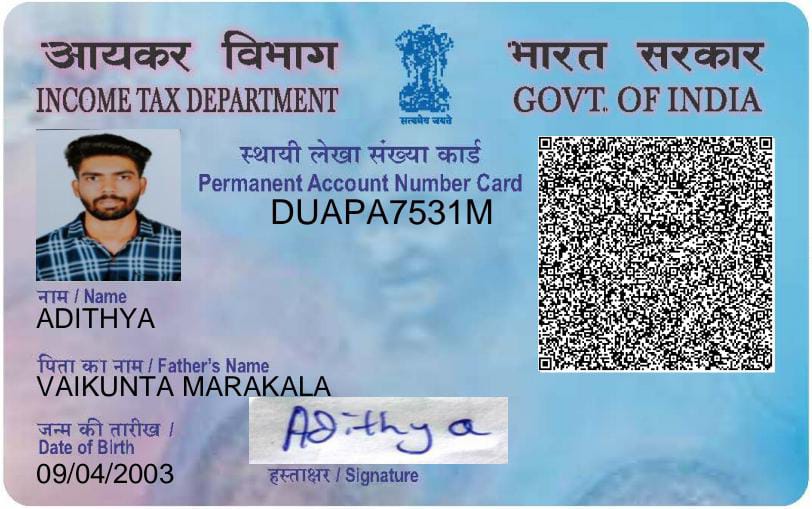 आयकर विभाग
INCOME TAX DEPARTMENT
सत्यमेव जयते
भारत सरकार
GOVT. OF INDIA
स्थायी लेखा संख्या कार्ड
Permanent Account Number Card
DUAPA7531M
नाम / Name
ADITHYA
पिता का नाम / Father's Name
VAIKUNTA MARAKALA
जन्म की तारीख /
Date of Birth
09/04/2003
Adithya
हस्ताक्षर / Signature